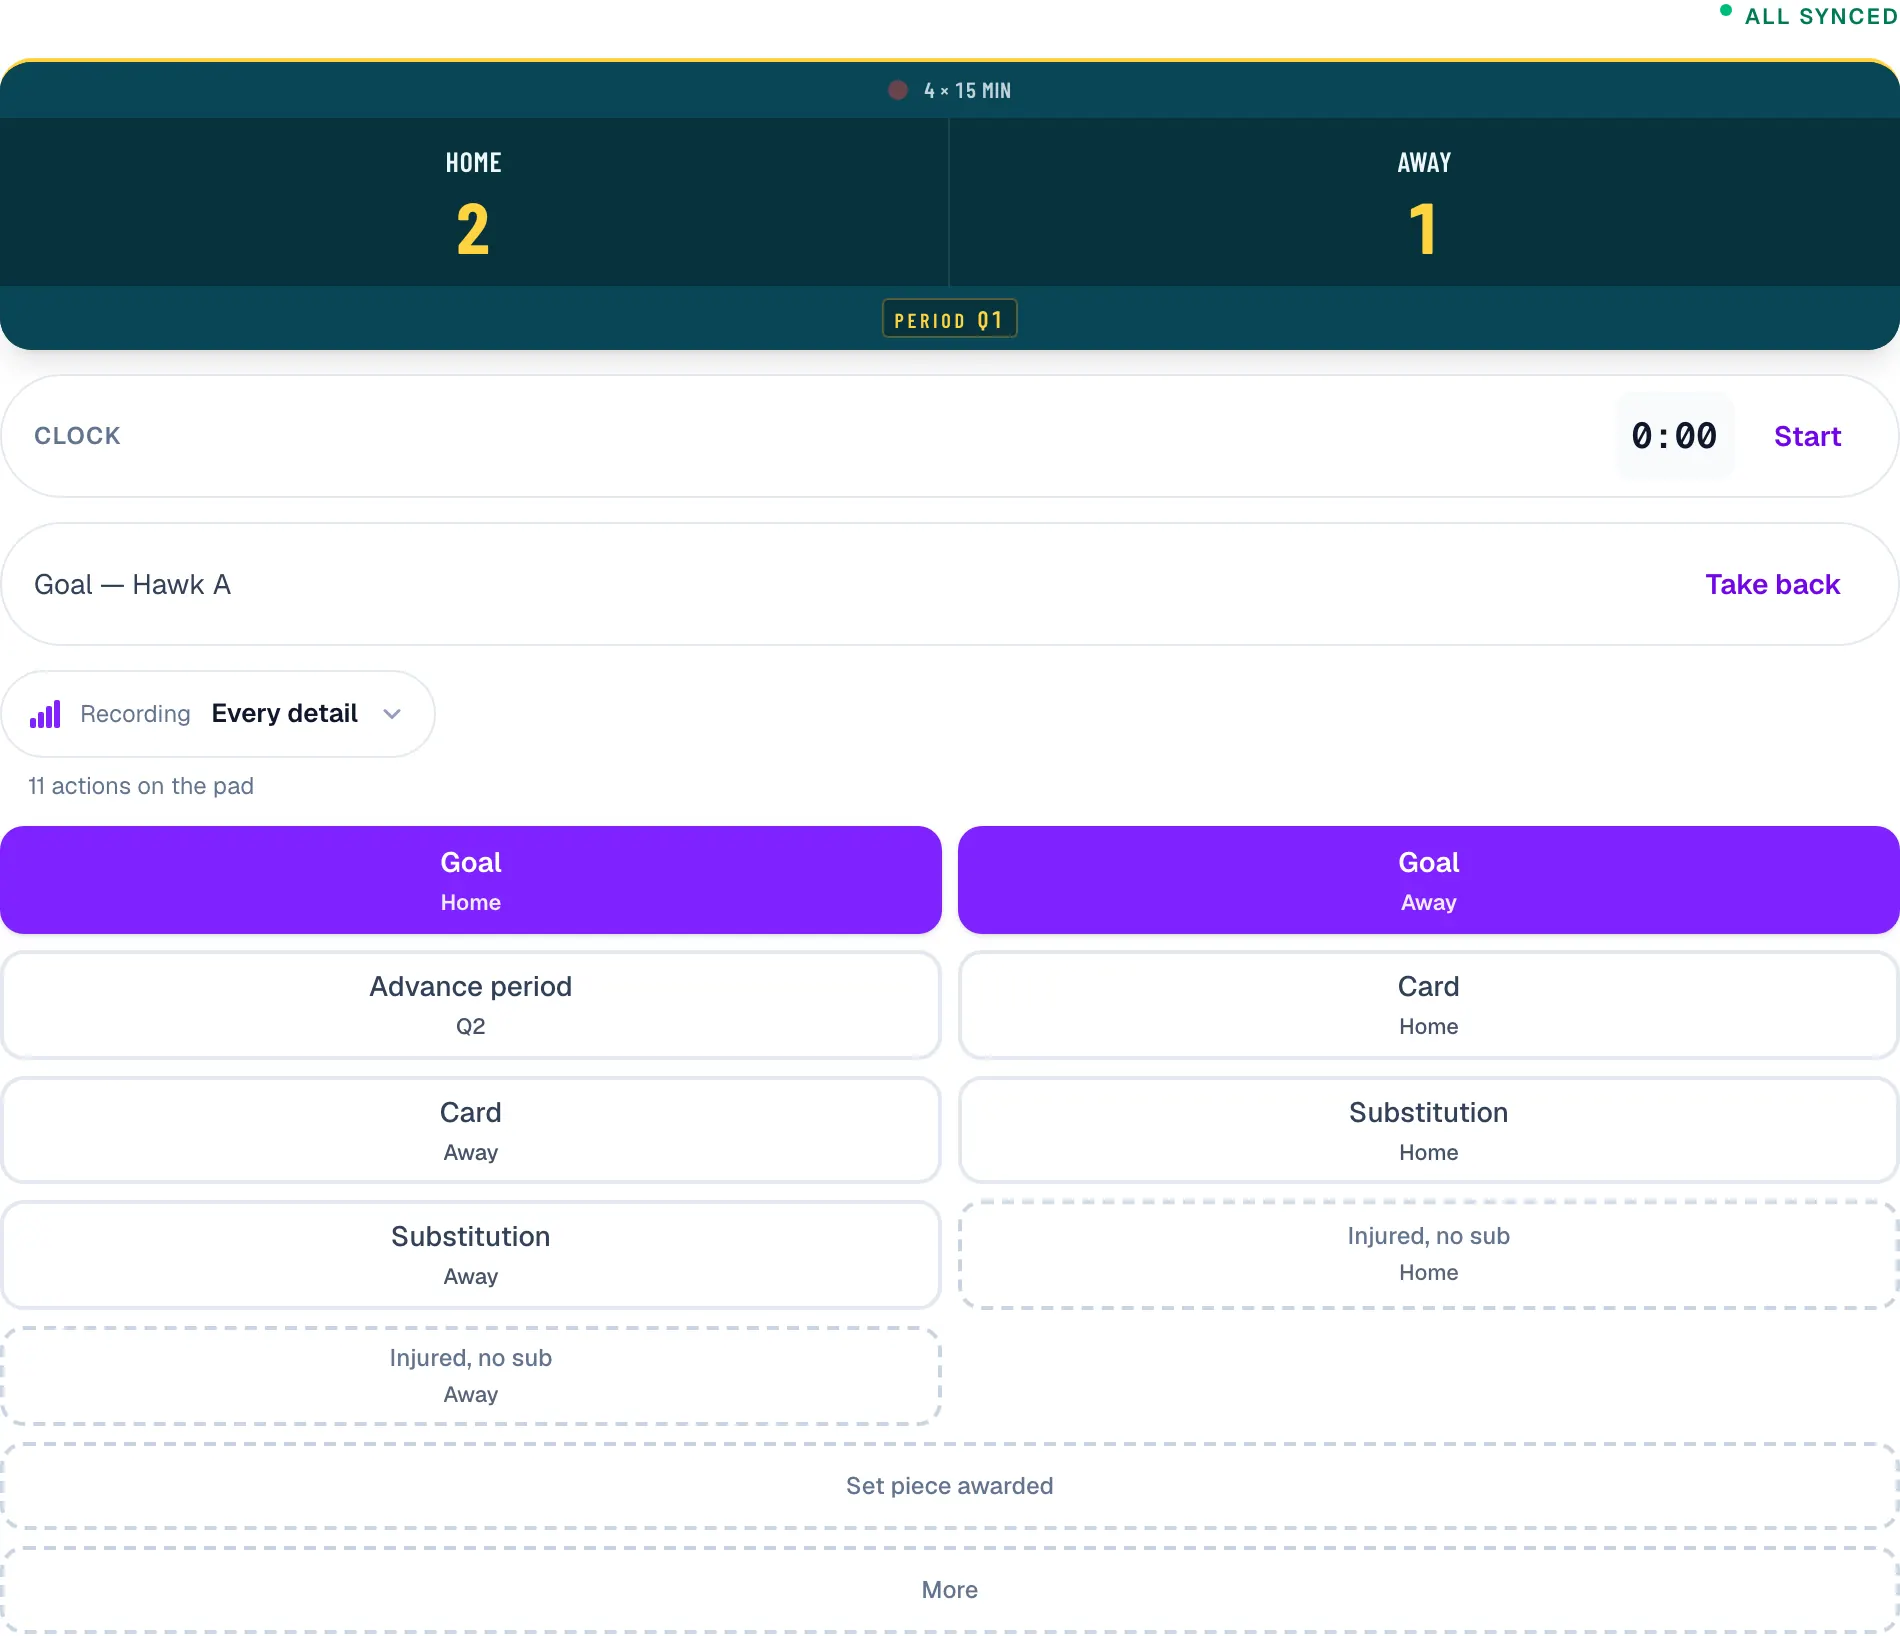 ALL SYNCED
4 × 15 MIN
HOME
AWAY
2
1
PERIOD Q1
CLOCK
0:00
Start
Goal — Hawk A
Take back
Recording Every detail
11 actions on the pad
Goal
Home
Goal
Away
Advance period
Q2
Card
Home
Card
Away
Substitution
Home
Substitution
Away
Injured, no sub
Home
Injured, no sub
Away
Set piece awarded
More